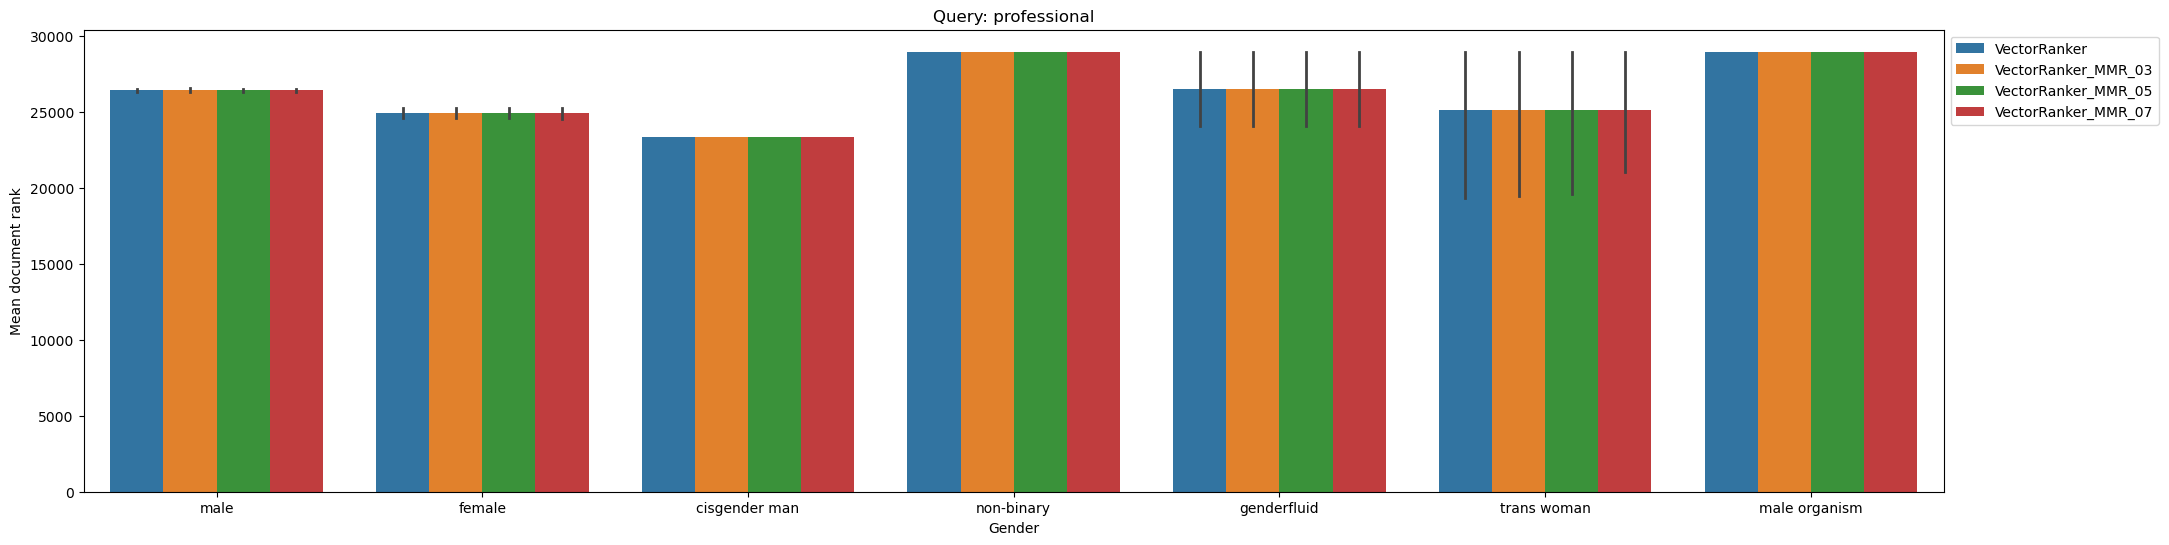 Query: professional
30000
25000
20000
15000
10000
5000
0
Mean document rank
male
female
cisgender man
non-binary
genderfluid
trans woman
male organism
Gender
VectorRanker
VectorRanker_MMR_03
VectorRanker_MMR_05
VectorRanker_MMR_07